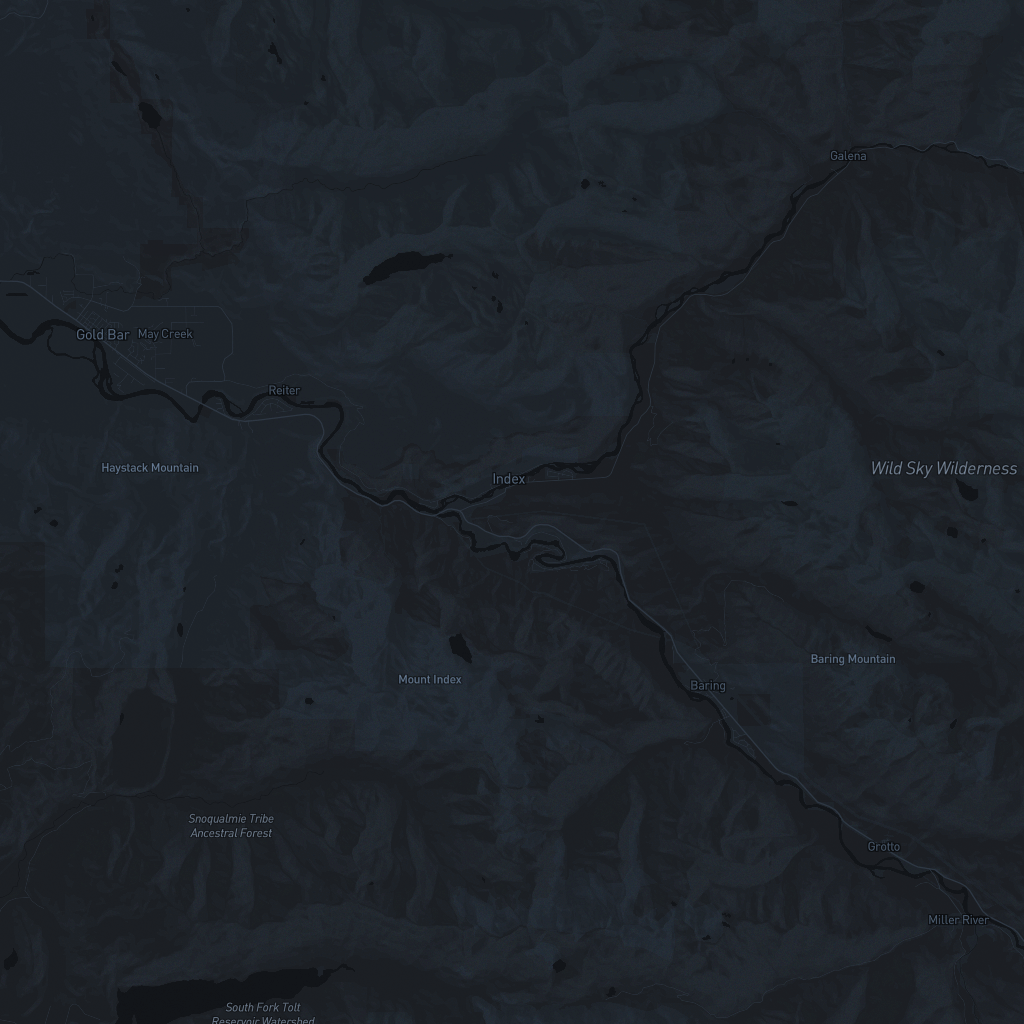 Galena
Gold Bar
May Creek
Reiter
Haystack Mountain
Index
Wild Sky Wilderness
Baring Mountain
Mount Index
Baring
Snoqualmie Tribe
Ancestral Forest
Grotto
Miller River
South Fork Tolt
Reservoir Watershed